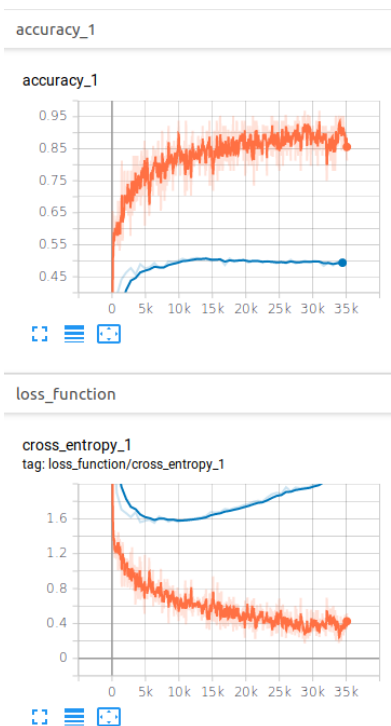 accuracy_1
accuracy_1
0.95
0.85
0.75
0.65
0.55
0.45
0 5k 10k 15k 20k 25k 30k 35k
loss_function
cross_entropy_1
tag: loss_function/cross_entropy_1
1.6
1.2
0.8
0.4
0
0 5k 10k 15k 20k 25k 30k 35k